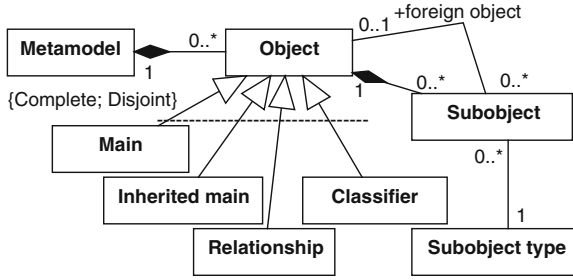 +foreign object
0..1
Metamodel
0..*
Object
1
1
0..*
0..*
{Complete; Disjoint}
Subobject
Main
0..*
Inherited main
Classifier
1
Relationship
Subobject type